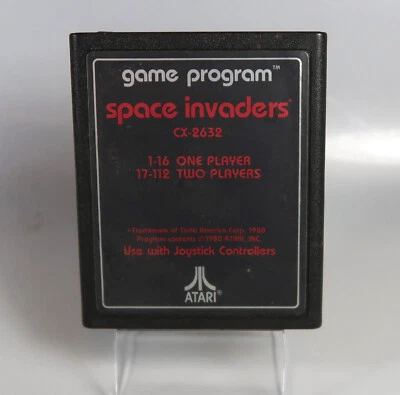 game program™
space invaders*
CX-2632
1-16 ONE PLAYER
17-112 TWO PLAYERS
*Trademark of Taito America Corp. 1980
Program contents © 1980 ATARI, INC.
Use with Joystick Controllers
ATARI®